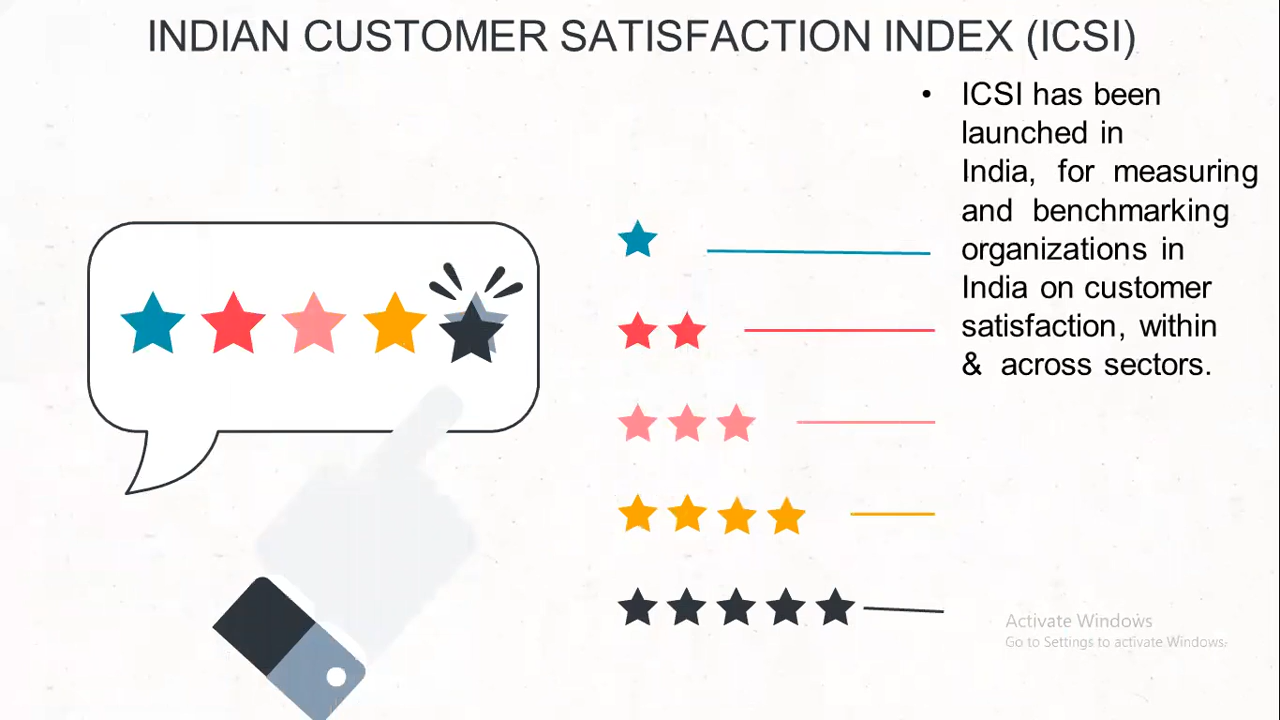 INDIAN CUSTOMER SATISFACTION INDEX (ICSI)
• ICSI has been
launched in
India, for measuring
and benchmarking
organizations in
India on customer
satisfaction, within
& across sectors.
Activate Windows
Go to Settings to activate Windows.